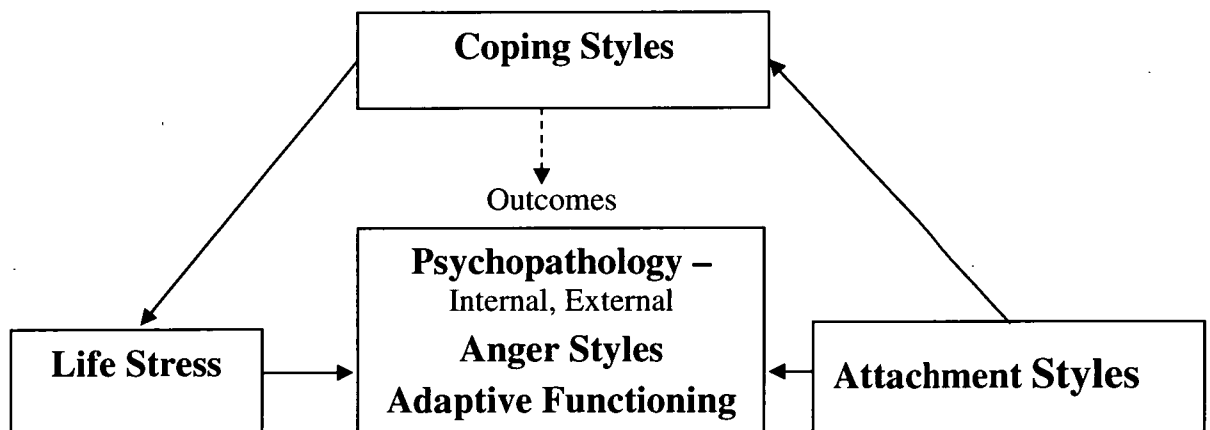 Coping Styles
Outcomes
Psychopathology –
Internal, External
Anger Styles
Adaptive Functioning
Life Stress
Attachment Styles